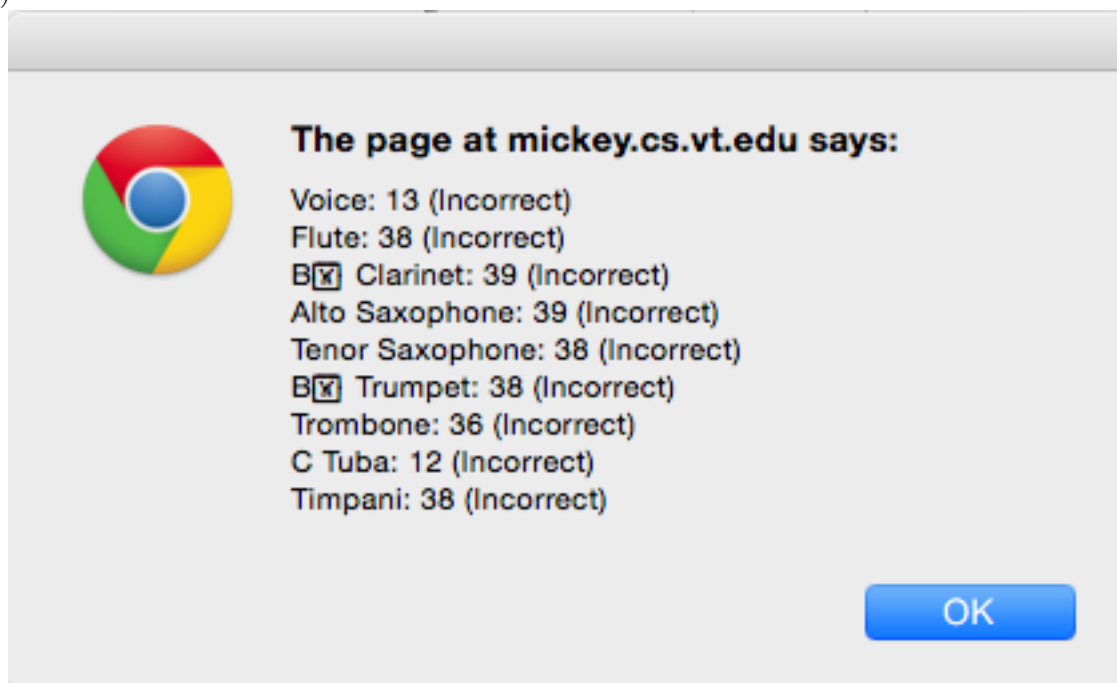 )
The page at mickey.cs.vt.edu says:
Voice: 13 (Incorrect)
Flute: 38 (Incorrect)
B Clarinet: 39 (Incorrect)
Alto Saxophone: 39 (Incorrect)
Tenor Saxophone: 38 (Incorrect)
B Trumpet: 38 (Incorrect)
Trombone: 36 (Incorrect)
C Tuba: 12 (Incorrect)
Timpani: 38 (Incorrect)
OK